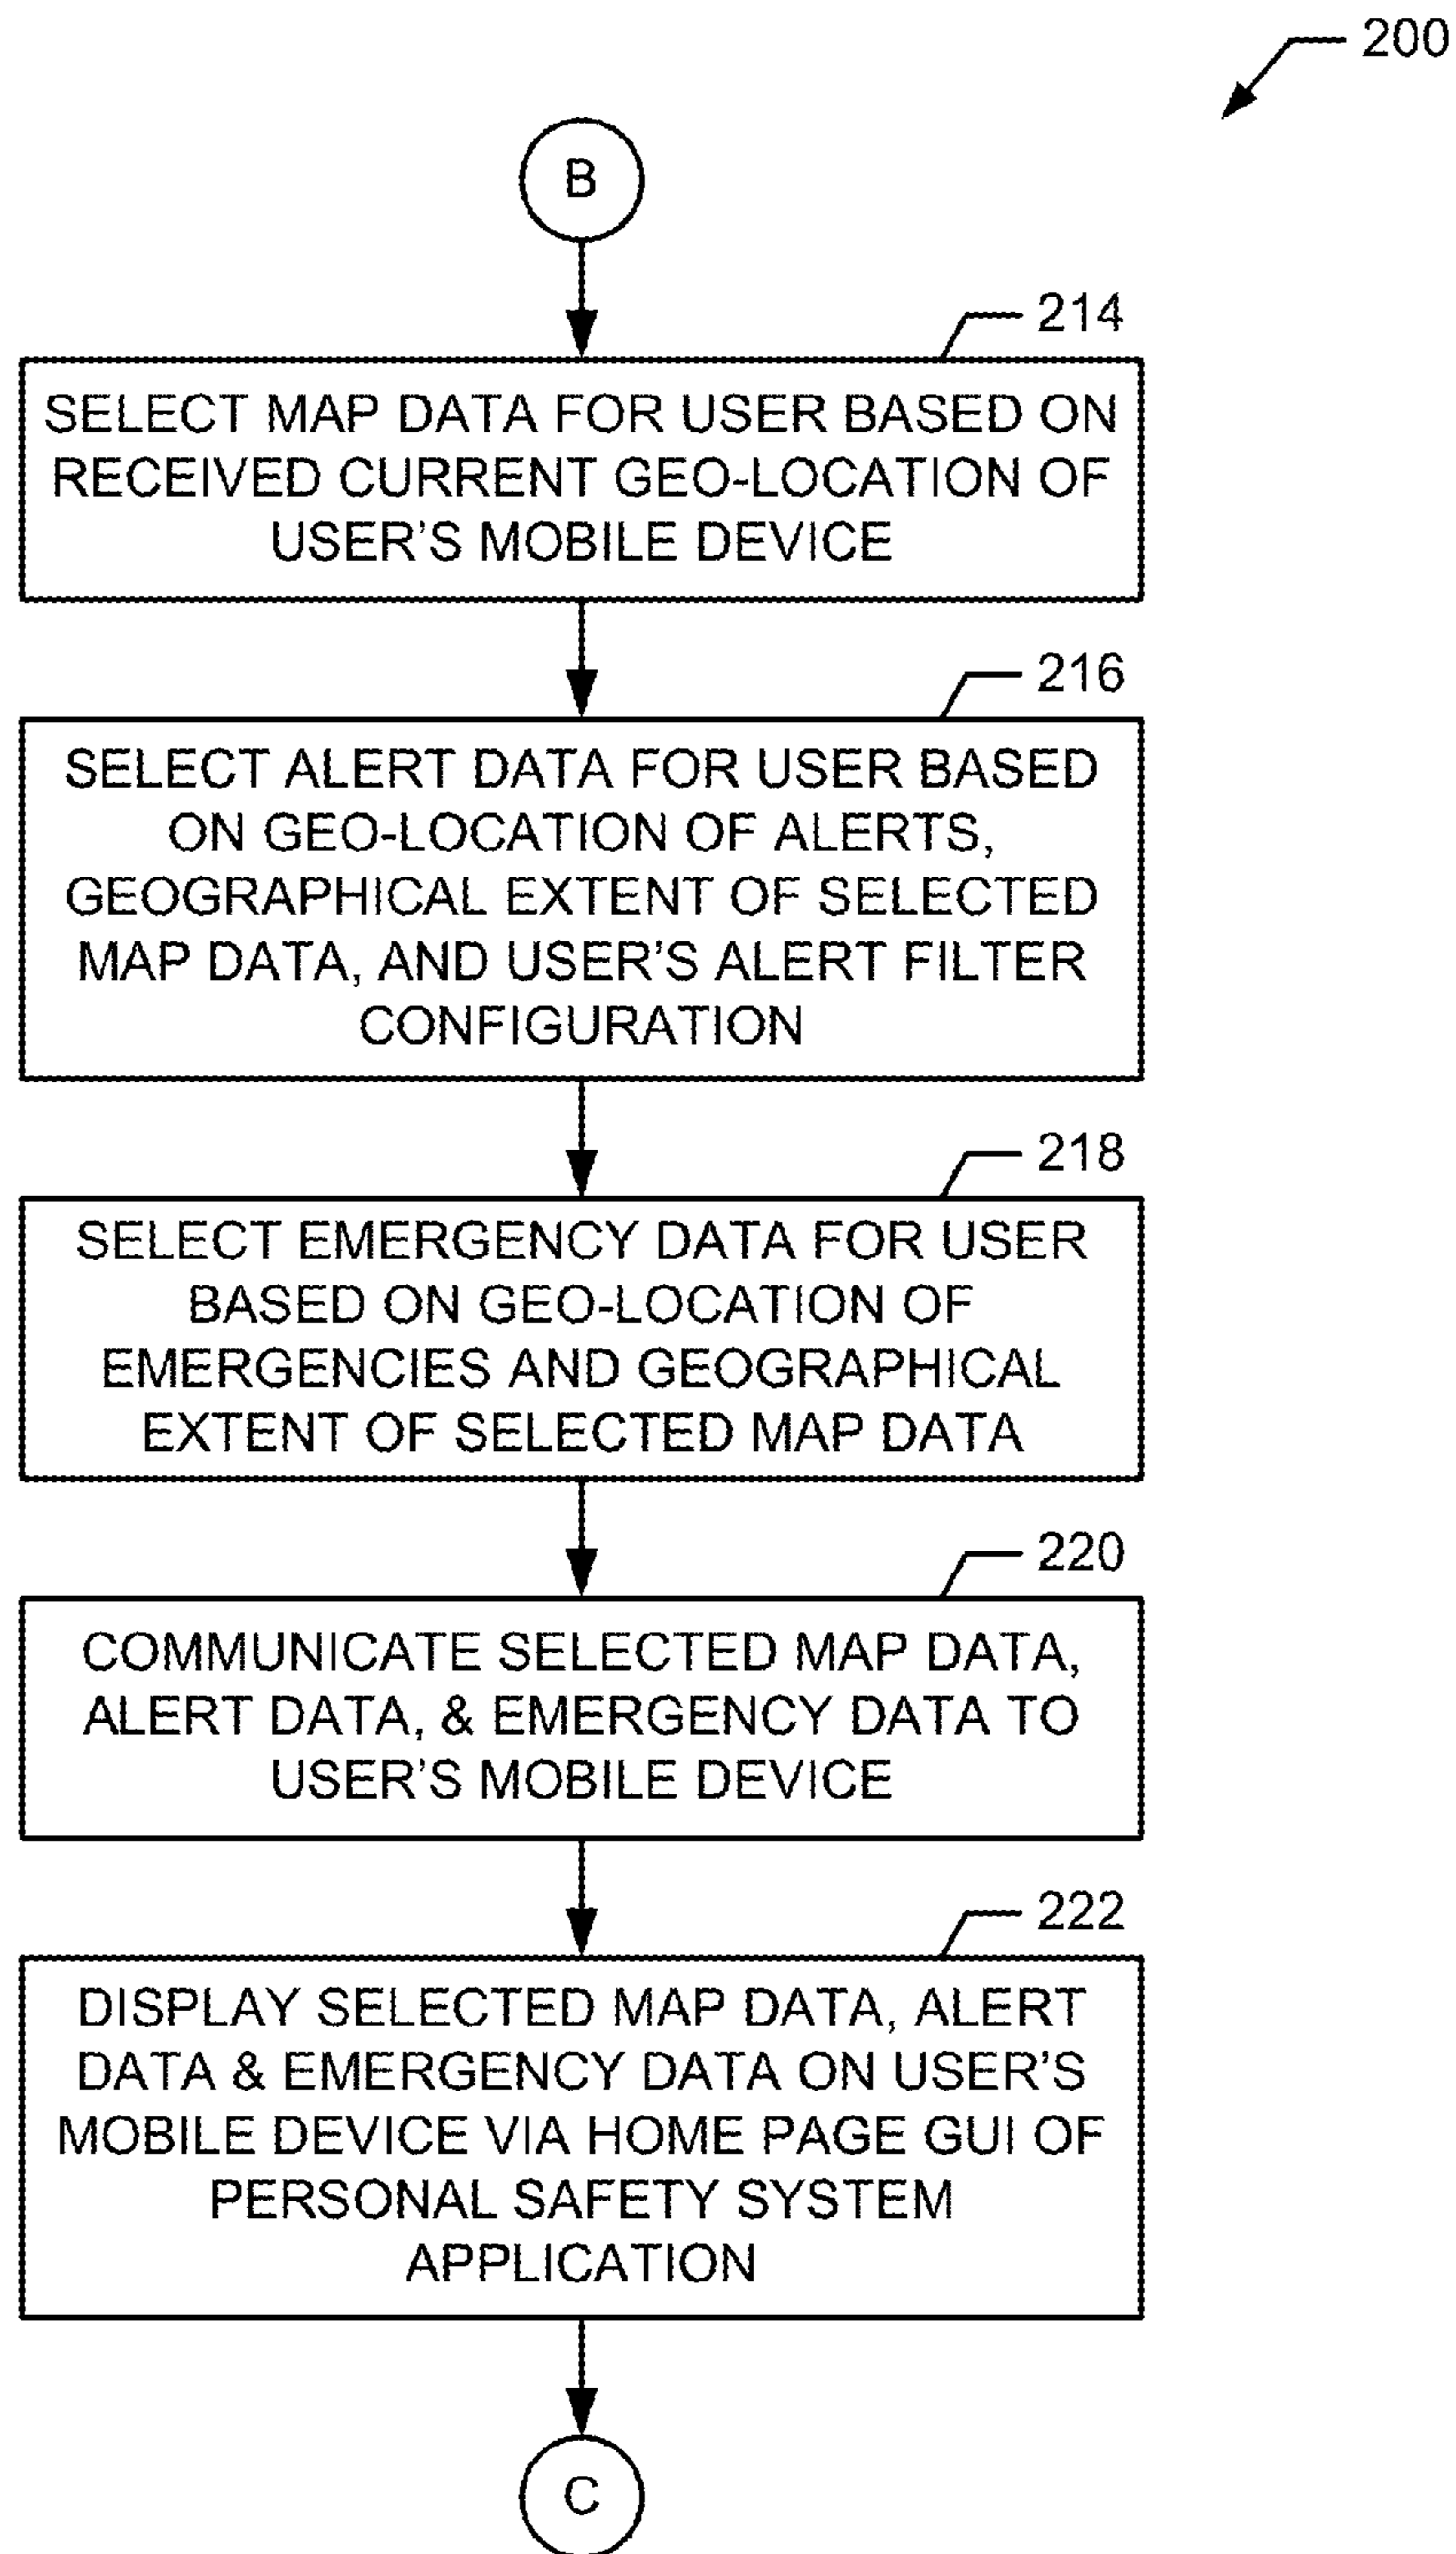 200
B
214
SELECT MAP DATA FOR USER BASED ON
RECEIVED CURRENT GEO-LOCATION OF
USER'S MOBILE DEVICE
216
SELECT ALERT DATA FOR USER BASED
ON GEO-LOCATION OF ALERTS,
GEOGRAPHICAL EXTENT OF SELECTED
MAP DATA, AND USER'S ALERT FILTER
CONFIGURATION
218
SELECT EMERGENCY DATA FOR USER
BASED ON GEO-LOCATION OF
EMERGENCIES AND GEOGRAPHICAL
EXTENT OF SELECTED MAP DATA
220
COMMUNICATE SELECTED MAP DATA,
ALERT DATA, & EMERGENCY DATA TO
USER'S MOBILE DEVICE
222
DISPLAY SELECTED MAP DATA, ALERT
DATA & EMERGENCY DATA ON USER'S
MOBILE DEVICE VIA HOME PAGE GUI OF
PERSONAL SAFETY SYSTEM
APPLICATION
C